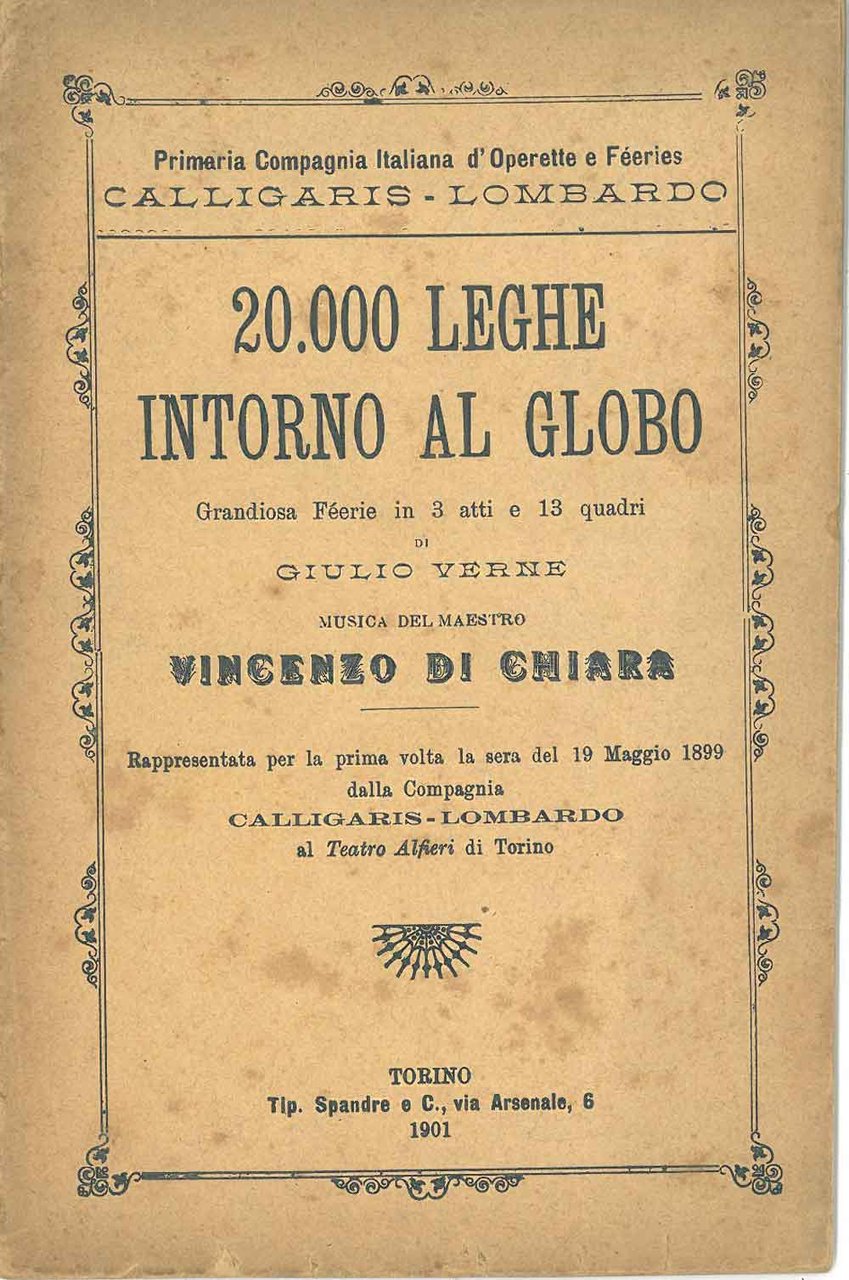 Primaria Compagnia Italiana d'Operette e Féeries
CALLIGARIS - LOMBARDO
20.000 LEGHE
INTORNO AL GLOBO
Grandiosa Féerie in 3 atti e 13 quadri
DI
GIULIO VERNE
MUSICA DEL MAESTRO
VINCENZO DI CHIARA
Rappresentata per la prima volta la sera del 19 Maggio 1899
dalla Compagnia
CALLIGARIS - LOMBARDO
al Teatro Alfieri di Torino
TORINO
Tip. Spandre e C., via Arsenale, 6
1901